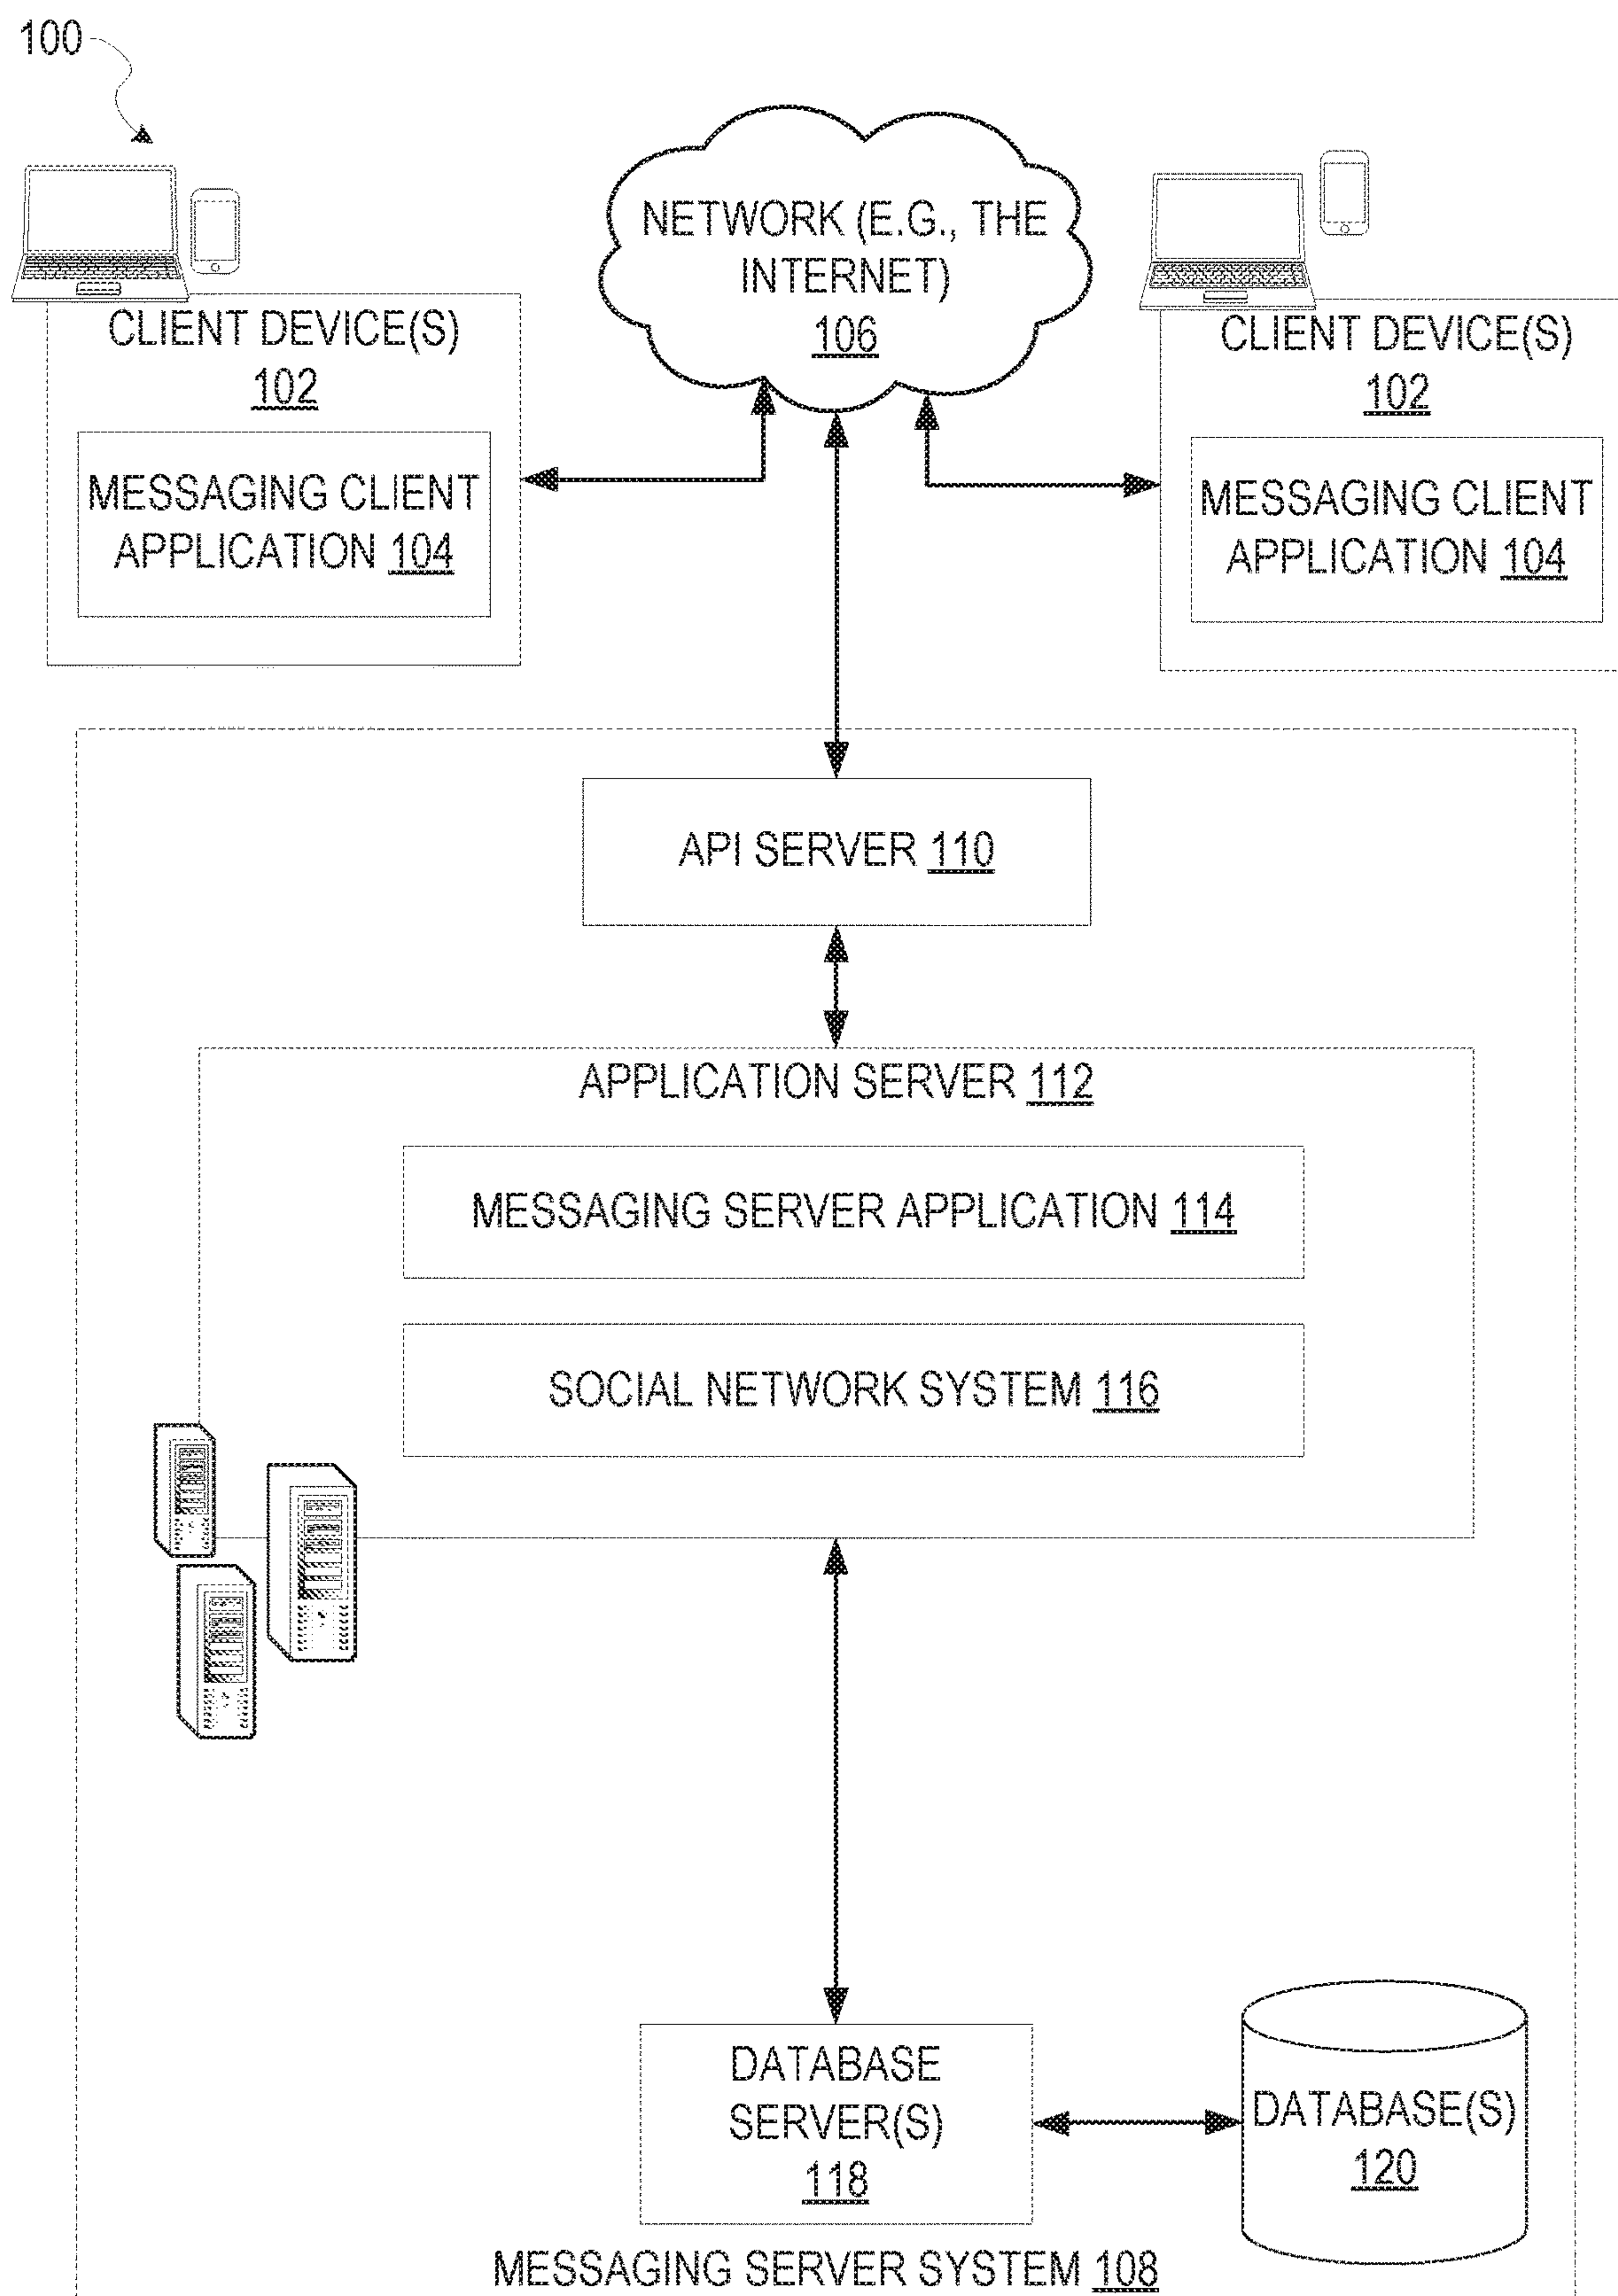 100
NETWORK (E.G., THE
INTERNET)
106
CLIENT DEVICE(S)
102
MESSAGING CLIENT
APPLICATION 104
CLIENT DEVICE(S)
102
MESSAGING CLIENT
APPLICATION 104
API SERVER 110
APPLICATION SERVER 112
MESSAGING SERVER APPLICATION 114
SOCIAL NETWORK SYSTEM 116
DATABASE
SERVER(S)
118
DATABASE(S)
120
MESSAGING SERVER SYSTEM 108